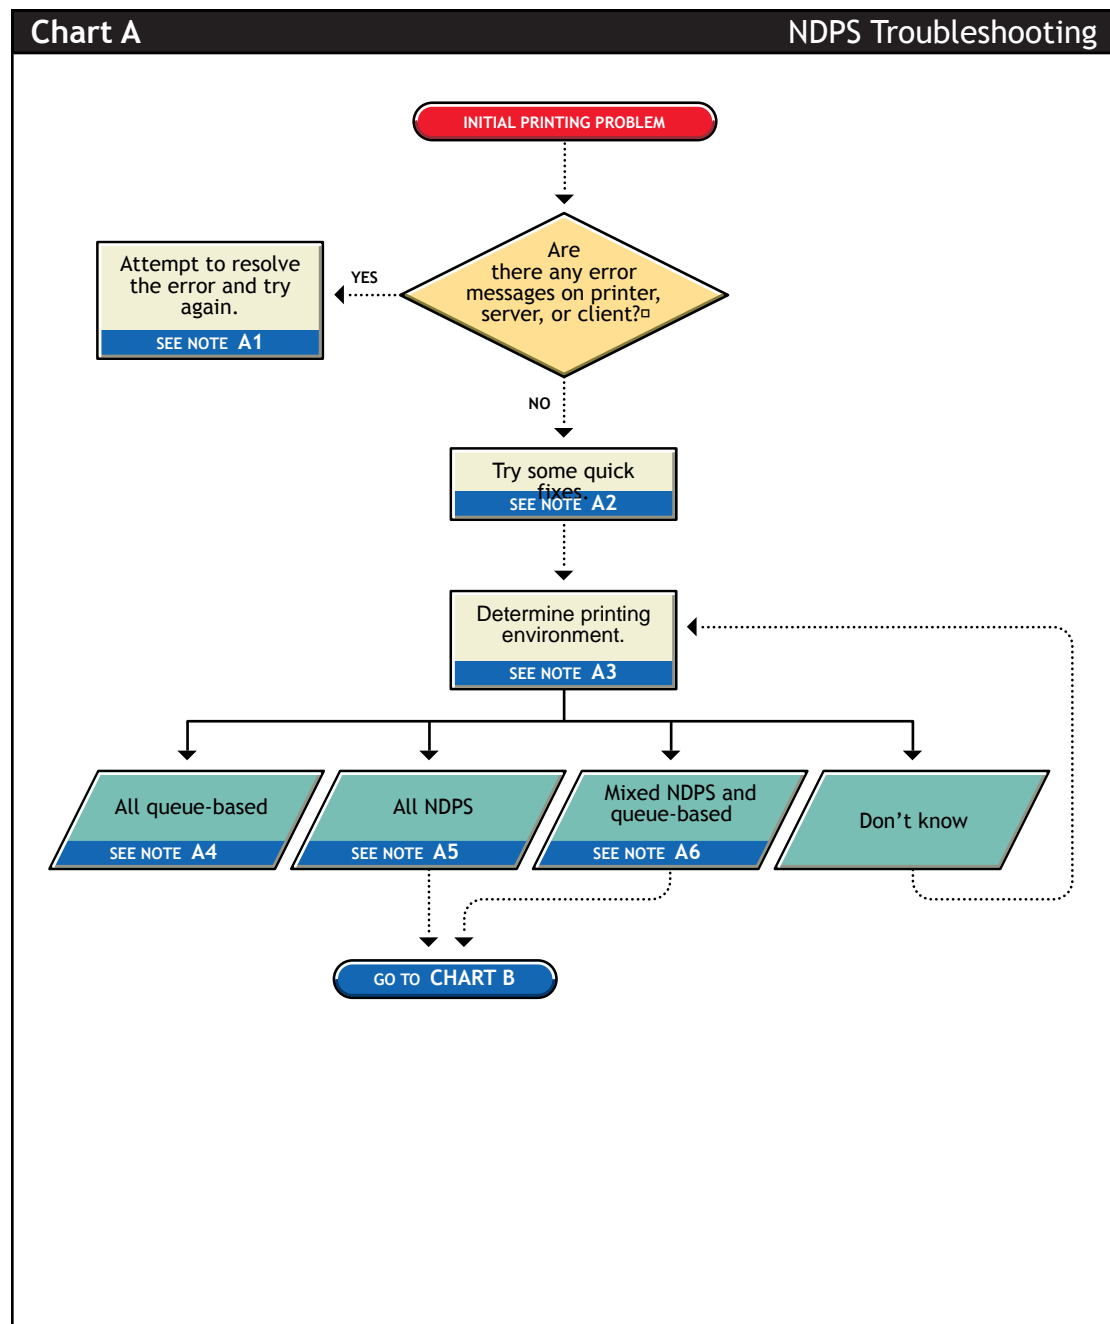 Chart A
NDPS Troubleshooting
INITIAL PRINTING PROBLEM
Are
there any error
messages on printer,
server, or client?
YES
Attempt to resolve
the error and try
again.
SEE NOTE A1
NO
Try some quick
fixes.
SEE NOTE A2
Determine printing
environment.
SEE NOTE A3
All queue-based
SEE NOTE A4
All NDPS
SEE NOTE A5
Mixed NDPS and
queue-based
SEE NOTE A6
Don’t know
GO TO CHART B